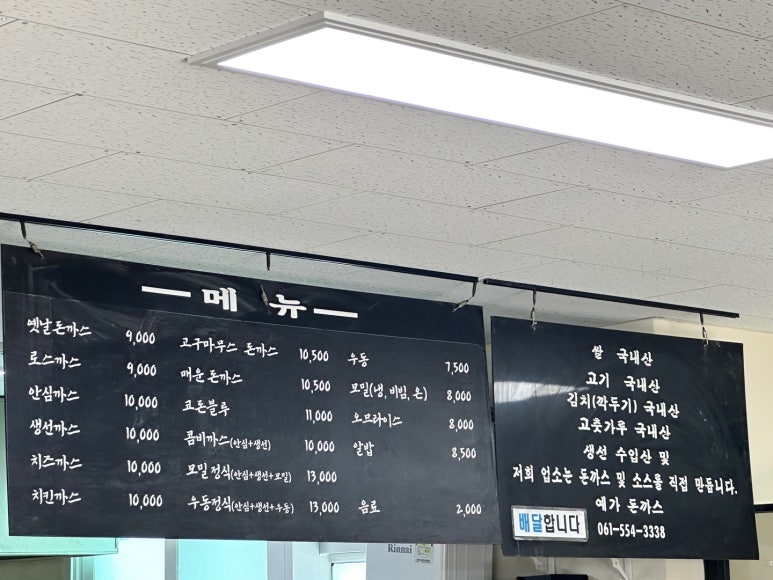 메 뉴
옛날돈까스 9,000
로스까스 9,000
안심까스 10,000
생선까스 10,000
치즈까스 10,000
치킨까스 10,000
고구마무스 돈까스 10,500
매운돈까스 10,500
코돈블루 11,000
콤비까스(안심+생선) 10,000
모밀정식(안심+생선+모밀) 13,000
우동정식(안심+생선+우동) 13,000
우동 7,500
모밀(냉, 비빔, 온) 8,000
오므라이스 8,000
알밥 8,500
음료 2,000
쌀 국내산
고기 국내산
김치(깍두기) 국내산
고춧가루 국내산
생선 수입산 및
저희 업소는 돈까스 및 소스를 직접 만듭니다.
예가 돈까스
배달합니다 061-554-3338
Rinnai